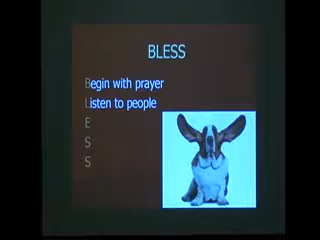 BLESS
Begin with prayer
Listen to people
E
S
S